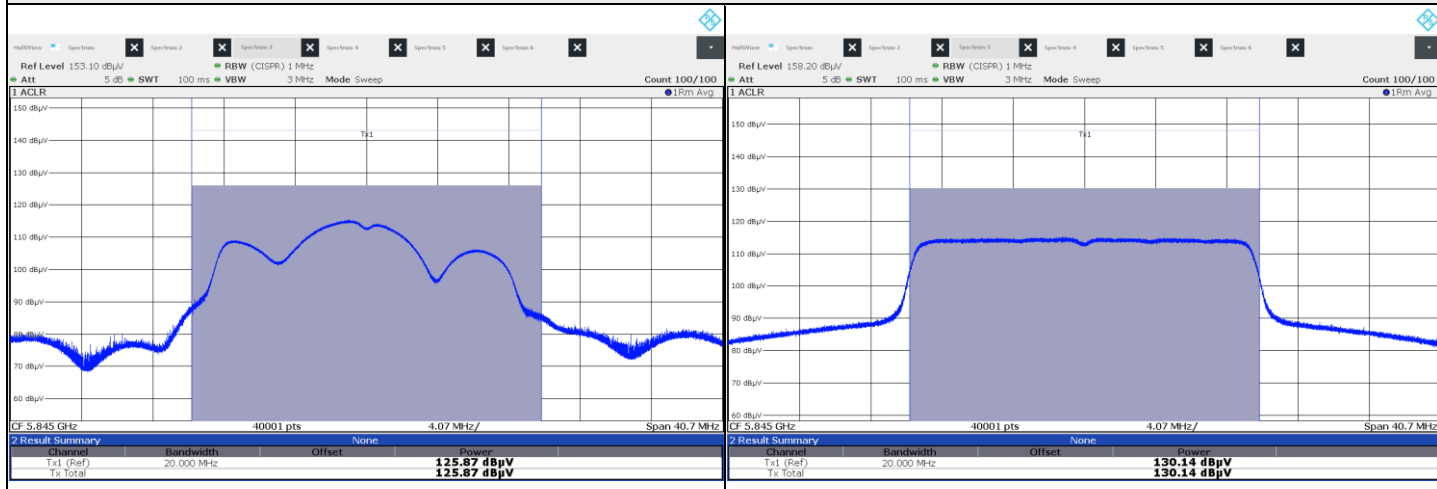 MultiView Spectrum Spectrum 2 Spectrum 3 Spectrum 4 Spectrum 5 Spectrum 6
Ref Level 153.10 dBµV RBW (CISPR) 1 MHz
Att 5 dB SWT 100 ms VBW 3 MHz Mode Sweep Count 100/100
1 ACLR 1Rm Avg
150 dBµV
Tx1
140 dBµV
130 dBµV
120 dBµV
110 dBµV
100 dBµV
90 dBµV
80 dBµV
70 dBµV
60 dBµV
CF 5.845 GHz 40001 pts 4.07 MHz/ Span 40.7 MHz
2 Result Summary None
Channel Bandwidth Offset Power
Tx1 (Ref) 20.000 MHz 125.87 dBµV
Tx Total 125.87 dBµV
MultiView Spectrum Spectrum 2 Spectrum 3 Spectrum 4 Spectrum 5 Spectrum 6
Ref Level 158.20 dBµV RBW (CISPR) 1 MHz
Att 5 dB SWT 100 ms VBW 3 MHz Mode Sweep Count 100/100
1 ACLR 1Rm Avg
150 dBµV
Tx1
140 dBµV
130 dBµV
120 dBµV
110 dBµV
100 dBµV
90 dBµV
80 dBµV
70 dBµV
60 dBµV
CF 5.845 GHz 40001 pts 4.07 MHz/ Span 40.7 MHz
2 Result Summary None
Channel Bandwidth Offset Power
Tx1 (Ref) 20.000 MHz 130.14 dBµV
Tx Total 130.14 dBµV